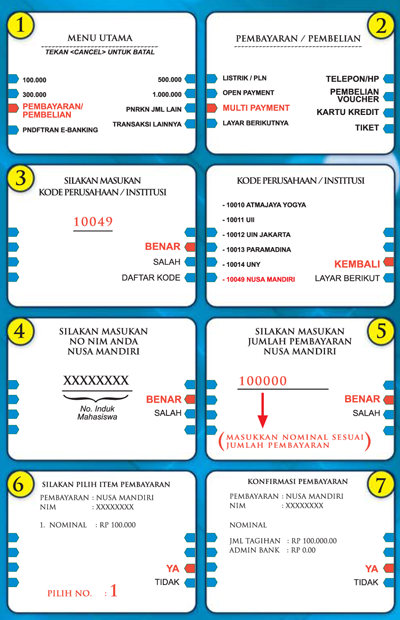 1
MENU UTAMA
TEKAN <CANCEL> UNTUK BATAL
100.000
500.000
300.000
1.000.000
PEMBAYARAN/
PEMBELIAN
PNRKN JML LAIN
PNDFTRAN E-BANKING
TRANSAKSI LAINNYA
2
PEMBAYARAN / PEMBELIAN
LISTRIK / PLN
TELEPON/HP
OPEN PAYMENT
PEMBELIAN
VOUCHER
MULTI PAYMENT
KARTU KREDIT
LAYAR BERIKUTNYA
TIKET
3
SILAKAN MASUKAN
KODE PERUSAHAAN / INSTITUSI
10049
BENAR
SALAH
DAFTAR KODE
KODE PERUSAHAAN / INSTITUSI
- 10010 ATMAJAYA YOGYA
- 10011 UII
- 10012 UIN JAKARTA
- 10013 PARAMADINA
- 10014 UNY
KEMBALI
- 10049 NUSA MANDIRI
LAYAR BERIKUT
4
SILAKAN MASUKAN
NO NIM ANDA
NUSA MANDIRI
XXXXXXXX
No. Induk
Mahasiswa
BENAR
SALAH
5
SILAKAN MASUKAN
JUMLAH PEMBAYARAN
NUSA MANDIRI
100000
BENAR
SALAH
(MASUKKAN NOMINAL SESUAI
JUMLAH PEMBAYARAN)
6
SILAKAN PILIH ITEM PEMBAYARAN
PEMBAYARAN : NUSA MANDIRI
NIM : XXXXXXXX
1. NOMINAL : RP 100.000
YA
TIDAK
PILIH NO. : 1
7
KONFIRMASI PEMBAYARAN
PEMBAYARAN : NUSA MANDIRI
NIM : XXXXXXXX
NOMINAL
JML TAGIHAN : RP 100.000.00
ADMIN BANK : RP 0.00
YA
TIDAK